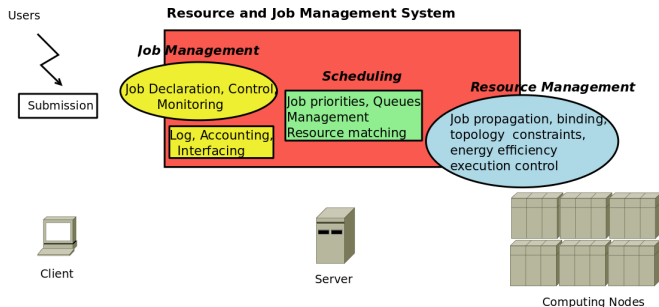 Resource and Job Management System
Users
Job Management
Scheduling
Resource Management
Submission
Job Declaration, Control,
Monitoring
Log, Accounting,
Interfacing
Job priorities, Queues
Management
Resource matching
Job propagation, binding,
topology constraints,
energy efficiency
execution control
Client
Server
Computing Nodes